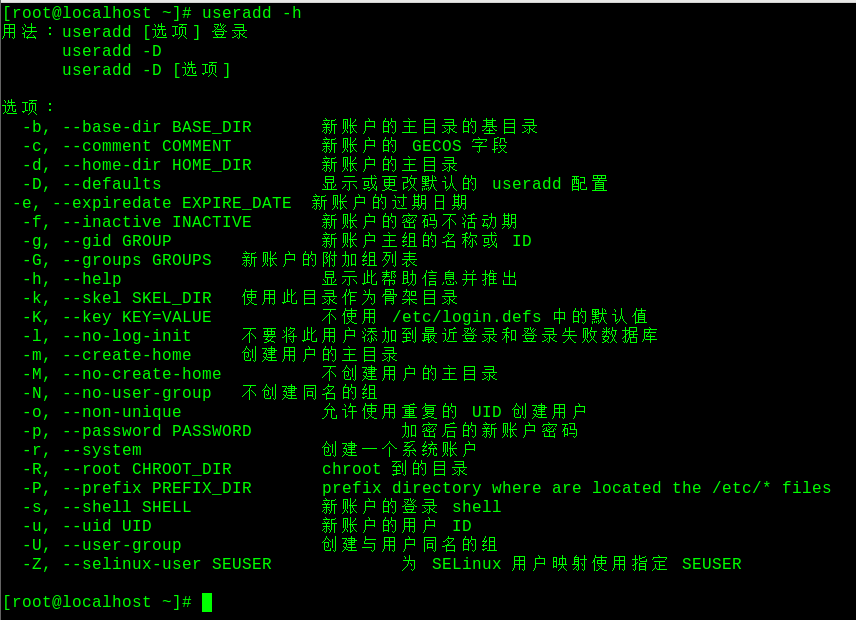 [root@localhost ~]# useradd -h
用法：useradd [选项] 登录
      useradd -D
      useradd -D [选项]

选项：
  -b, --base-dir BASE_DIR       新账户的主目录的基目录
  -c, --comment COMMENT         新账户的 GECOS 字段
  -d, --home-dir HOME_DIR       新账户的主目录
  -D, --defaults                显示或更改默认的 useradd 配置
 -e, --expiredate EXPIRE_DATE  新账户的过期日期
  -f, --inactive INACTIVE       新账户的密码不活动期
  -g, --gid GROUP               新账户主组的名称或 ID
  -G, --groups GROUPS   新账户的附加组列表
  -h, --help                    显示此帮助信息并推出
  -k, --skel SKEL_DIR   使用此目录作为骨架目录
  -K, --key KEY=VALUE           不使用 /etc/login.defs 中的默认值
  -l, --no-log-init     不要将此用户添加到最近登录和登录失败数据库
  -m, --create-home     创建用户的主目录
  -M, --no-create-home          不创建用户的主目录
  -N, --no-user-group   不创建同名的组
  -o, --non-unique              允许使用重复的 UID 创建用户
  -p, --password PASSWORD               加密后的新账户密码
  -r, --system                  创建一个系统账户
  -R, --root CHROOT_DIR         chroot 到的目录
  -P, --prefix PREFIX_DIR       prefix directory where are located the /etc/* files
  -s, --shell SHELL             新账户的登录 shell
  -u, --uid UID                 新账户的用户 ID
  -U, --user-group              创建与用户同名的组
  -Z, --selinux-user SEUSER             为 SELinux 用户映射使用指定 SEUSER

[root@localhost ~]#